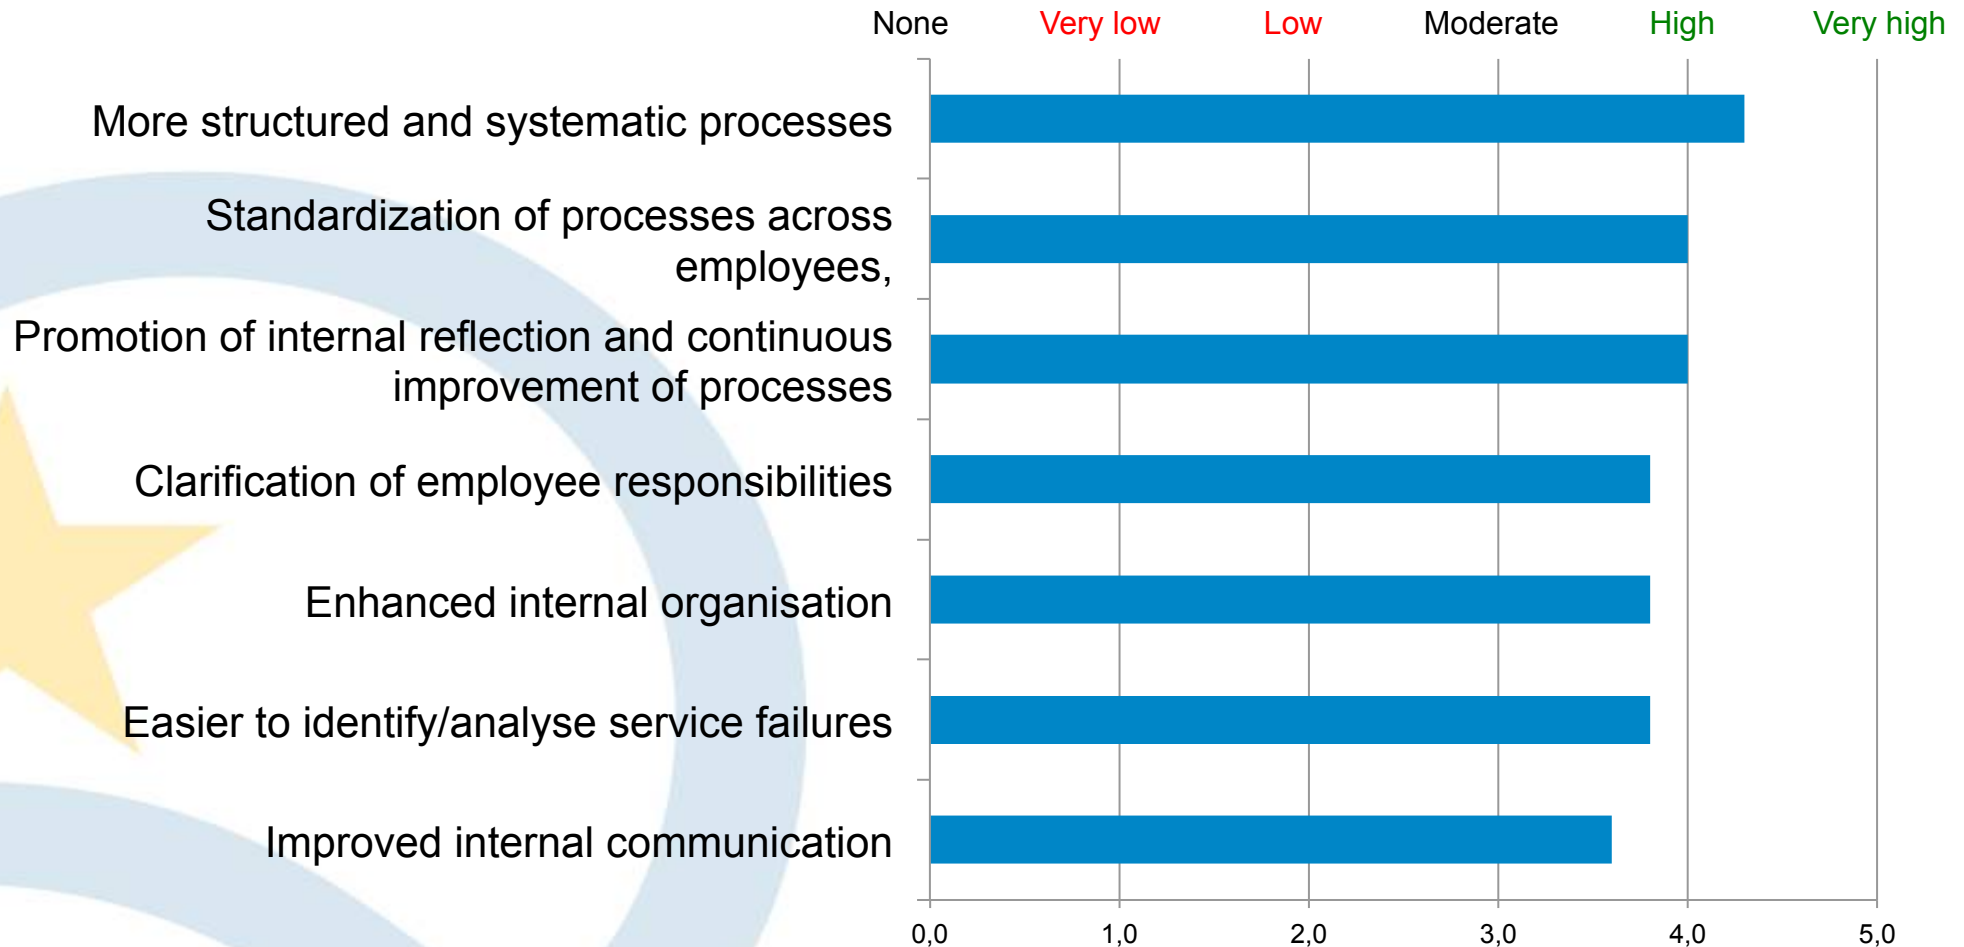 None Very low Low Moderate High Very high
More structured and systematic processes
Standardization of processes across
employees,
Promotion of internal reflection and continuous
improvement of processes
Clarification of employee responsibilities
Enhanced internal organisation
Easier to identify/analyse service failures
Improved internal communication
0,0 1,0 2,0 3,0 4,0 5,0